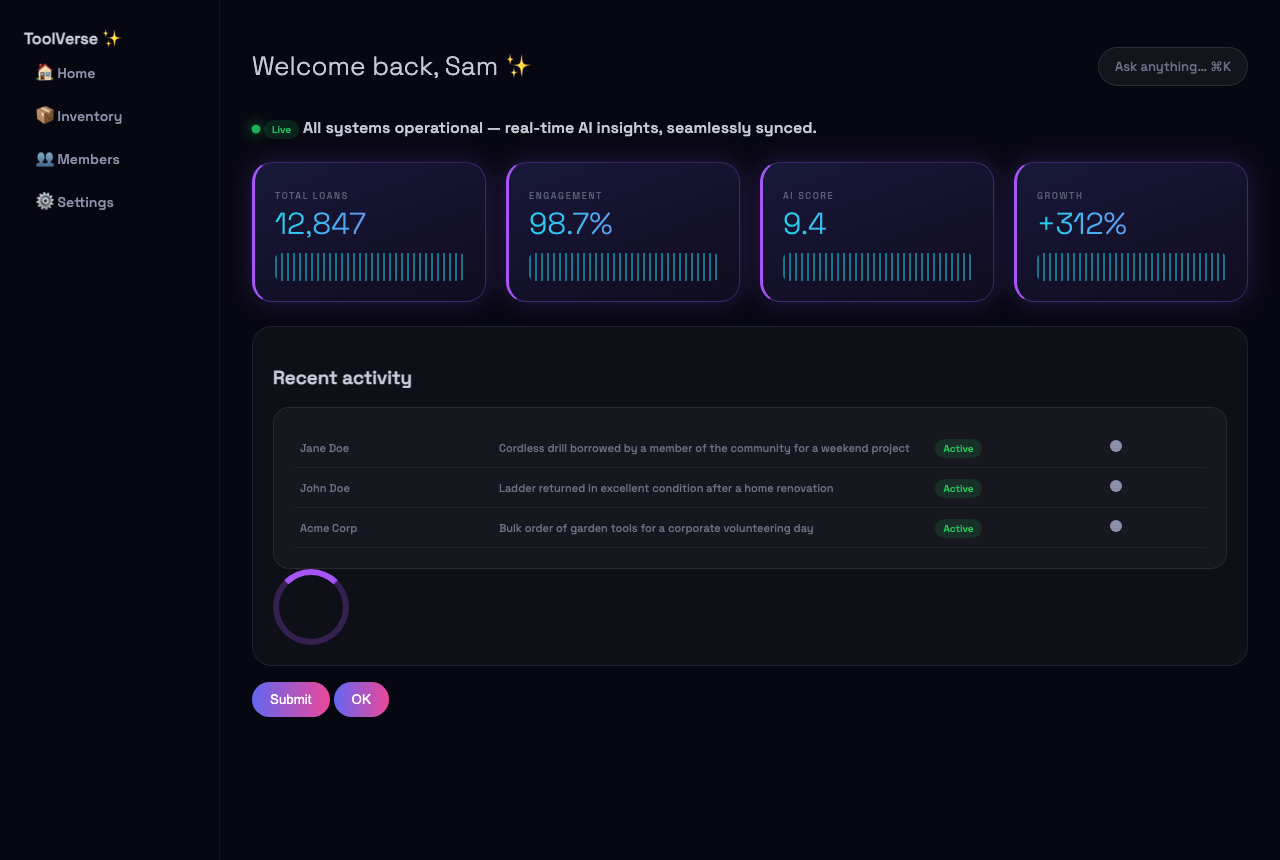 ToolVerse ✨
🏠 Home
📦 Inventory
👥 Members
⚙️ Settings
Welcome back, Sam ✨
Ask anything... ⌘K
Live All systems operational — real-time AI insights, seamlessly synced.
TOTAL LOANS
12,847
ENGAGEMENT
98.7%
AI SCORE
9.4
GROWTH
+312%
Recent activity
Jane Doe Cordless drill borrowed by a member of the community for a weekend project Active
John Doe Ladder returned in excellent condition after a home renovation Active
Acme Corp Bulk order of garden tools for a corporate volunteering day Active
Submit OK